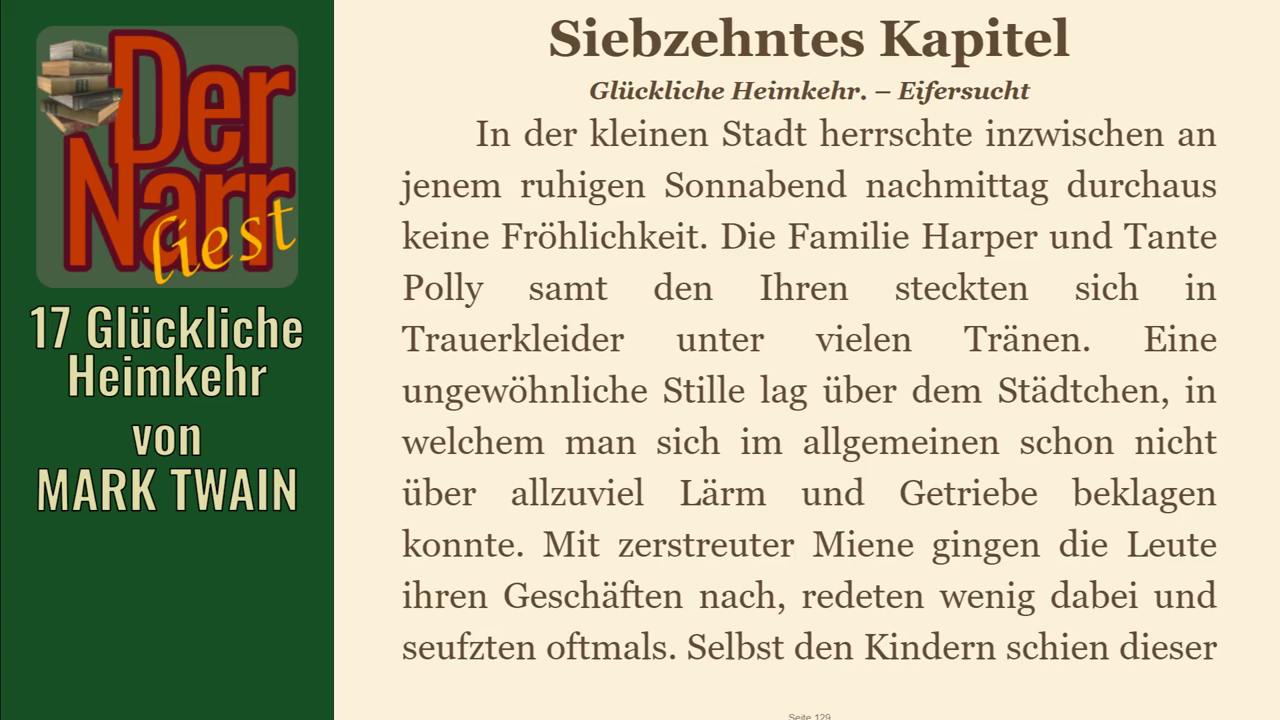 Der
Narr
liest
17 Glückliche
Heimkehr
von
MARK TWAIN
Siebzehntes Kapitel
Glückliche Heimkehr. – Eifersucht
In der kleinen Stadt herrschte inzwischen an
jenem ruhigen Sonnabend nachmittag durchaus
keine Fröhlichkeit. Die Familie Harper und Tante
Polly samt den Ihren steckten sich in
Trauerkleider unter vielen Tränen. Eine
ungewöhnliche Stille lag über dem Städtchen, in
welchem man sich im allgemeinen schon nicht
über allzuviel Lärm und Getriebe beklagen
konnte. Mit zerstreuter Miene gingen die Leute
ihren Geschäften nach, redeten wenig dabei und
seufzten oftmals. Selbst den Kindern schien dieser
Seite 129